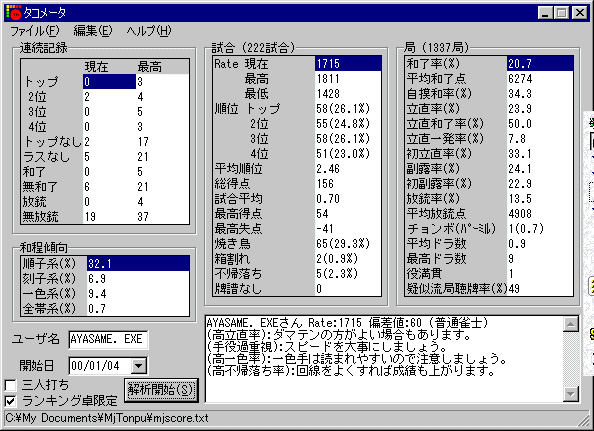 タコメータ
ファイル(F) 編集(E) ヘルプ(H)
連続記録
現在 最高
トップ 0 3
2位 2 4
3位 0 5
4位 0 3
トップなし 2 17
ラスなし 5 21
和了 0 5
無和了 6 21
放銃 0 4
無放銃 19 37
和程傾向
順子系(%) 32.1
刻子系(%) 6.9
一色系(%) 9.4
全帯系(%) 0.7
ユーザ名 AYASAME. EXE
開始日 00/01/04
三人打ち
ランキング卓限定
解析開始(S)
試合 (222試合)
Rate 現在 1715
最高 1811
最低 1428
順位 トップ 58(26.1%)
2位 55(24.8%)
3位 58(26.1%)
4位 51(23.0%)
平均順位 2.46
総得点 156
試合平均 0.70
最高得点 54
最高失点 -41
焼き鳥 65(29.3%)
箱割れ 2(0.9%)
不帰落ち 5(2.3%)
牌譜なし 0
局 (1337局)
和了率(%) 20.7
平均和了点 6274
自摸和率(%) 34.3
立直率(%) 23.9
立直和了率(%) 50.0
立直一発率(%) 7.8
初立直率(%) 33.1
副露率(%) 24.1
初副露率(%) 22.9
放銃率(%) 13.5
平均放銃点 4908
チョンボ(ﾊﾟｰﾐﾙ) 1(0.7)
平均ドラ数 0.9
最高ドラ数 9
役満貫 1
疑似流局聴牌率(%) 49
AYASAME. EXEさん Rate:1715 偏差値:60 (普通雀士)
(高立直率):ダマテンの方がよい場合もあります。
(手役過重視):スピードを大事にしましょう。
(高一色率):一色手は読まれやすいので注意しましょう。
(高不帰落ち率):回線をよくすれば成績も上がります。
C:¥My Documents¥MjTonpu¥mjscore.txt